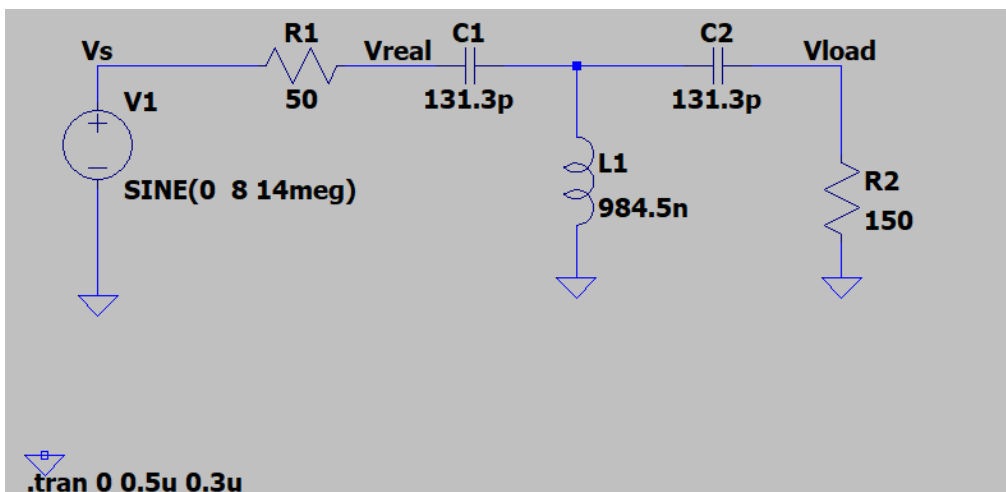 Vs
R1
Vreal
C1
C2
Vload
V1
50
131.3p
131.3p
SINE(0 8 14meg)
L1
984.5n
R2
150
.tran 0 0.5u 0.3u